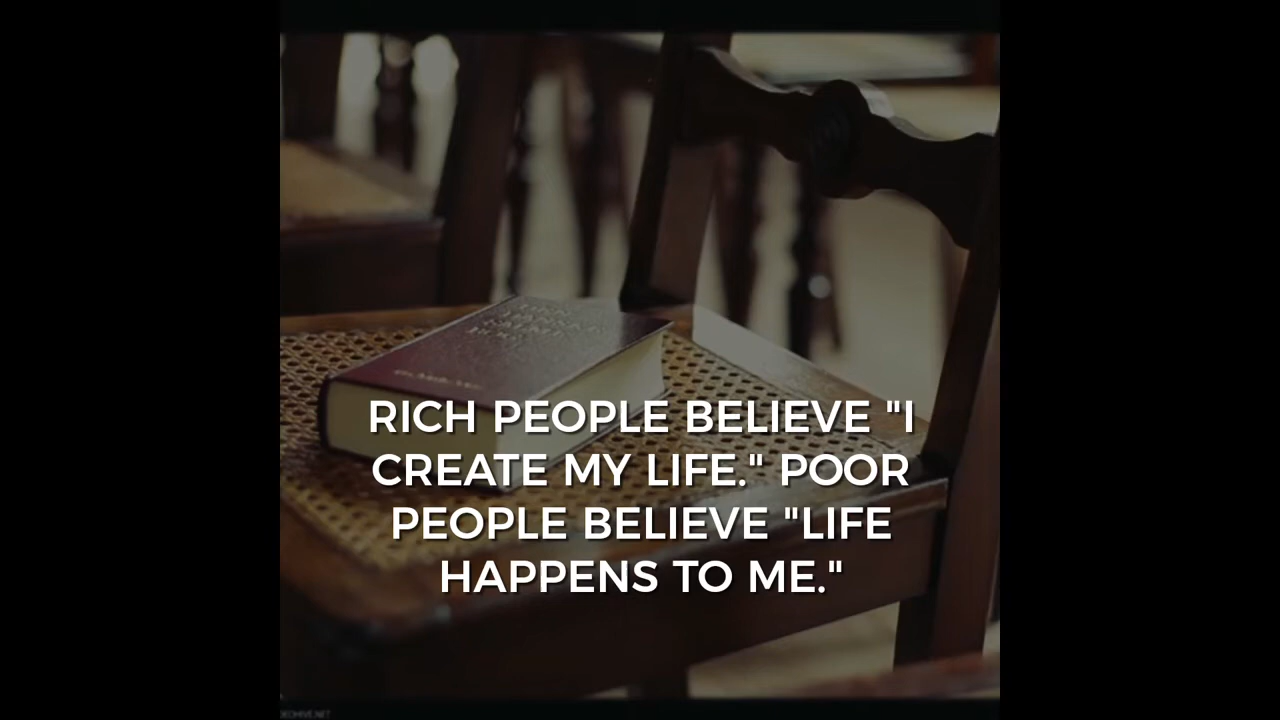 RICH PEOPLE BELIEVE "I
CREATE MY LIFE." POOR
PEOPLE BELIEVE "LIFE
HAPPENS TO ME."